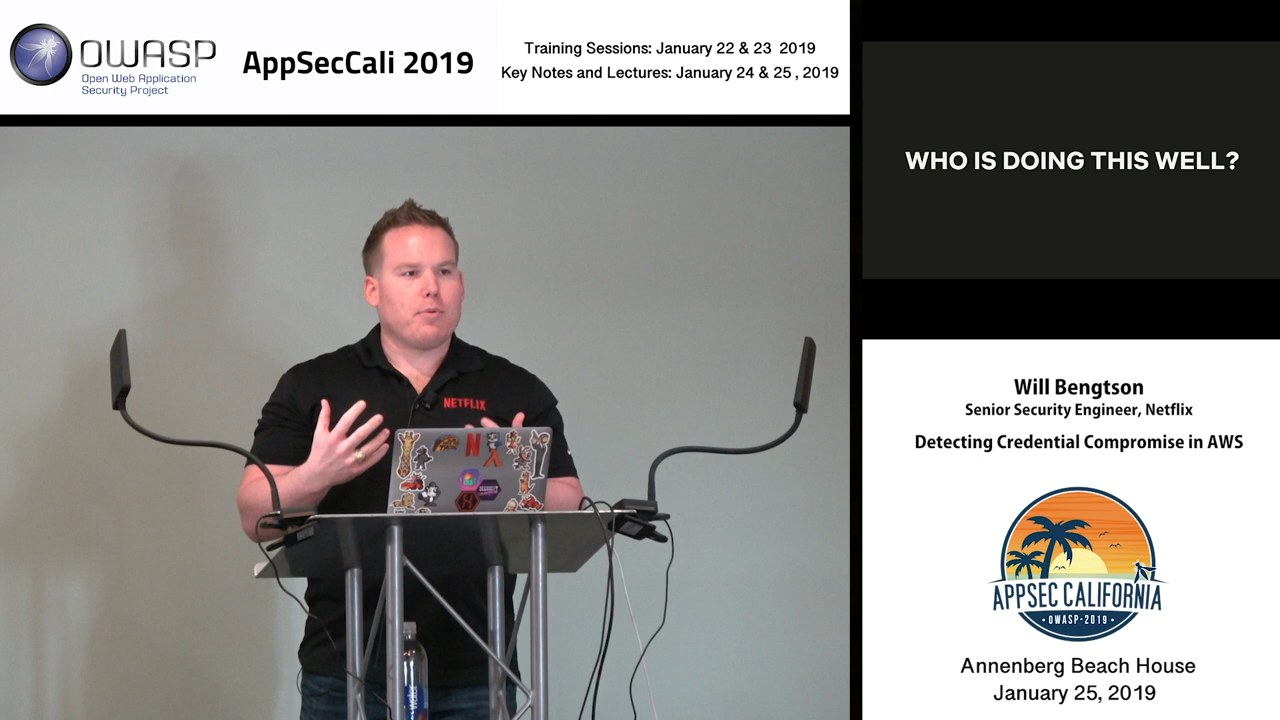 OWASP
Open Web Application
Security Project
AppSecCali 2019
Training Sessions: January 22 & 23 2019
Key Notes and Lectures: January 24 & 25 , 2019
WHO IS DOING THIS WELL?
NETFLIX
N
Will Bengtson
Senior Security Engineer, Netflix
Detecting Credential Compromise in AWS
APPSEC CALIFORNIA
• OWASP-2019 •
Annenberg Beach House
January 25, 2019